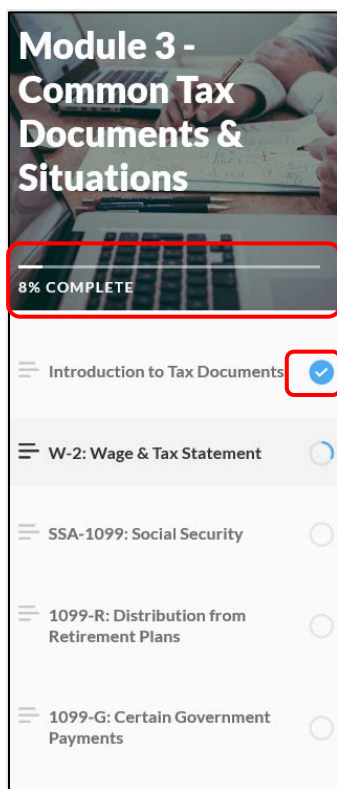 Module 3 -
Common Tax
Documents &
Situations
8% COMPLETE
Introduction to Tax Documents
W-2: Wage & Tax Statement
SSA-1099: Social Security
1099-R: Distribution from
Retirement Plans
1099-G: Certain Government
Payments